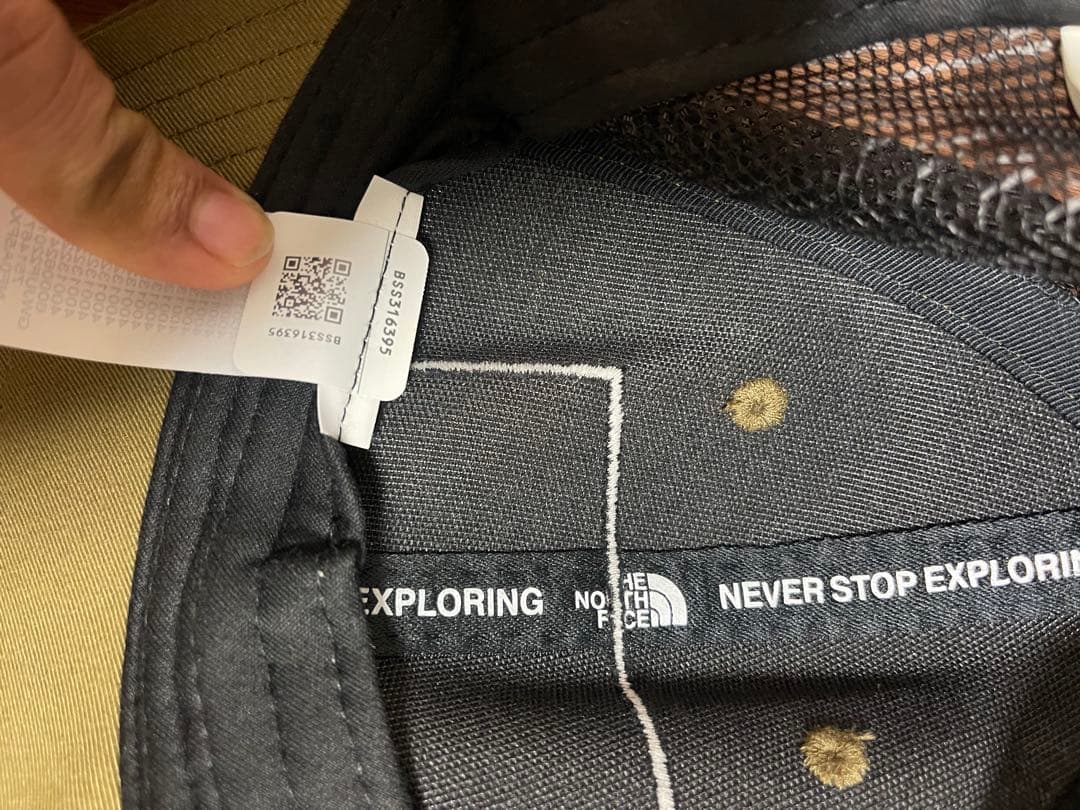 BSS316395
BSS316395
EXPLORING
THE
NORTH
FACE
NEVER STOP EXPLORIN